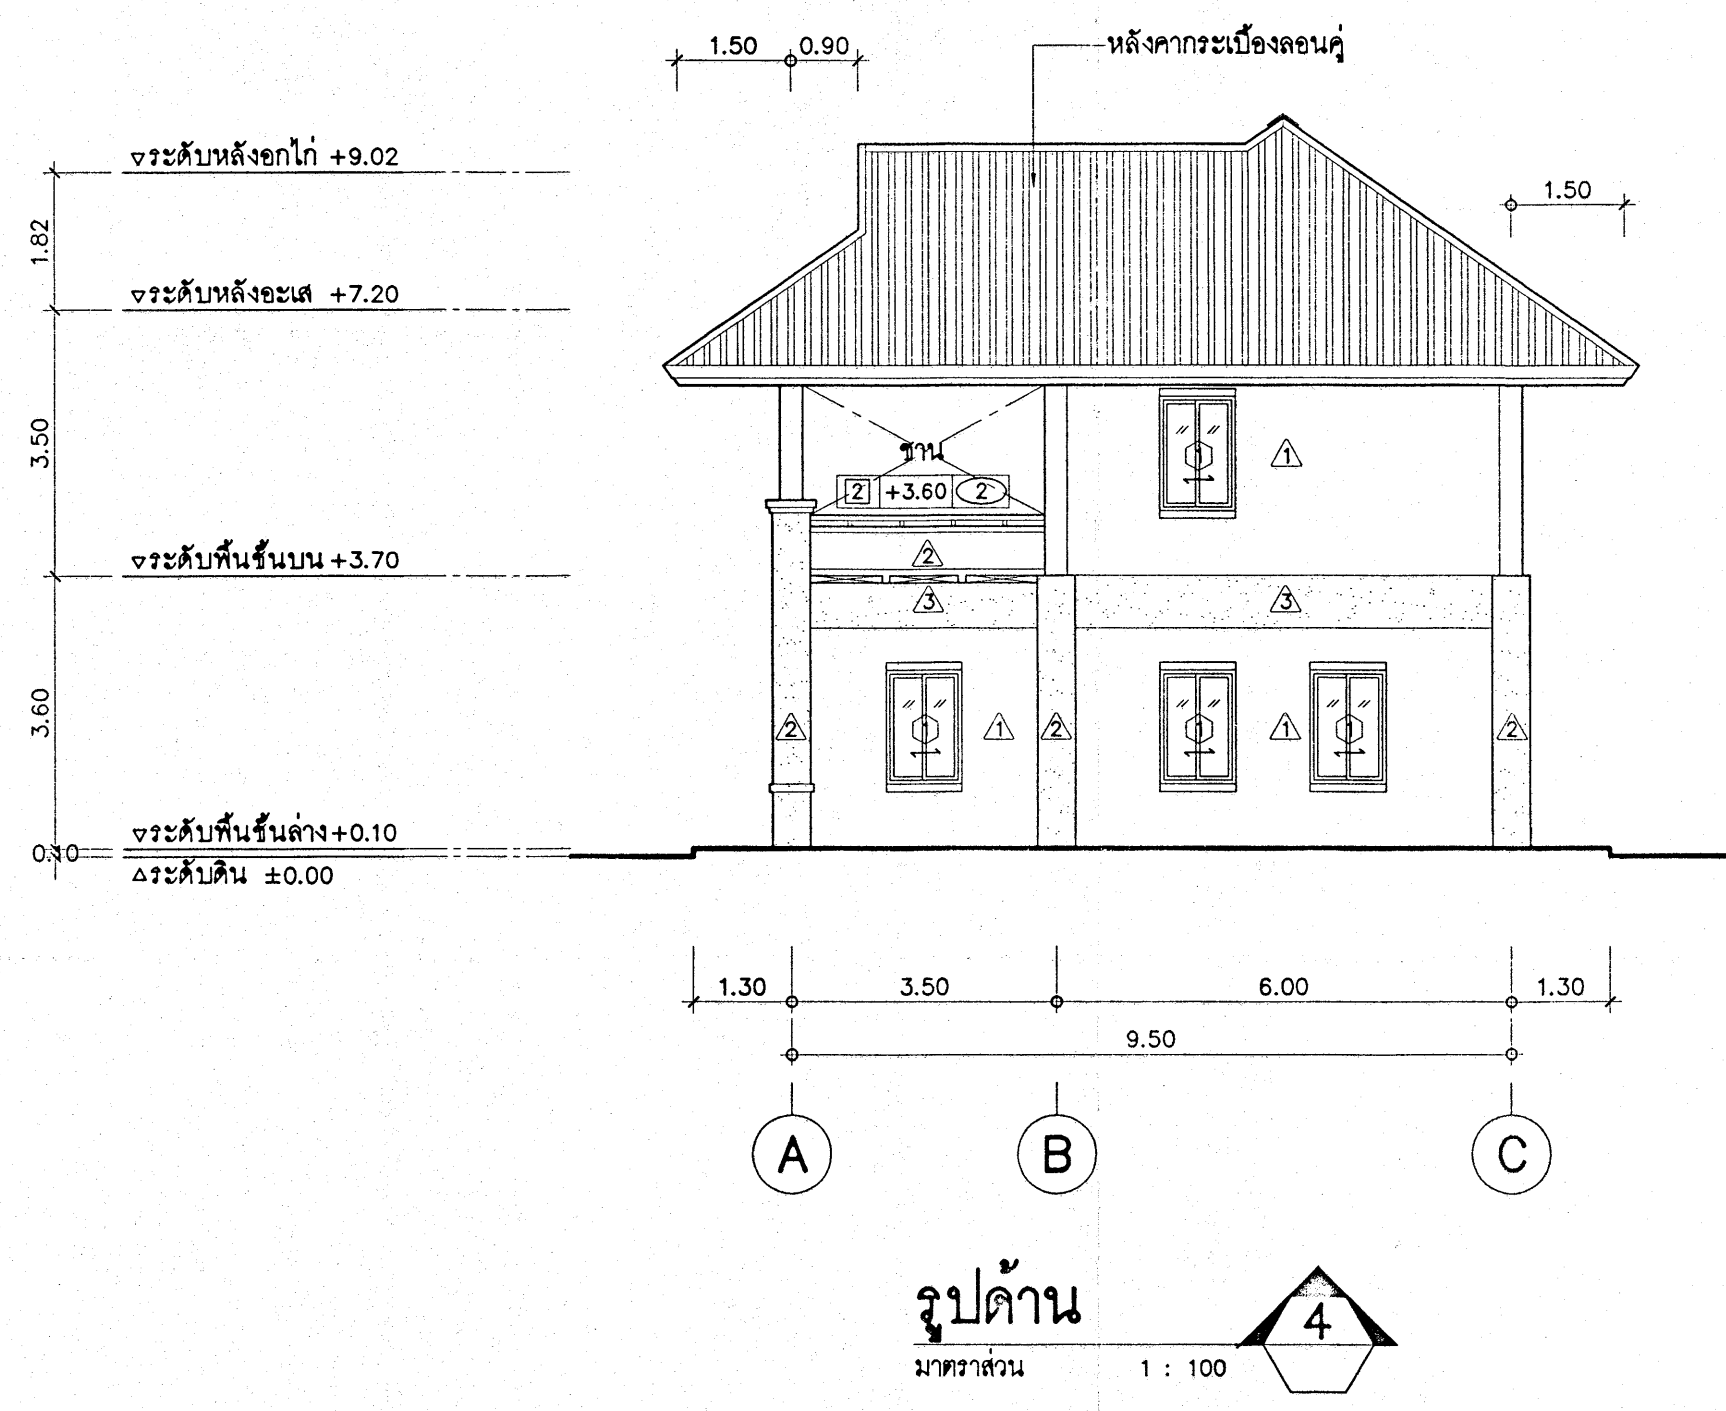 1.50 0.90 หลังคากระเบื้องลอนคู่
▽ระดับหลังอกไก่ +9.02
1.50
1.82
▽ระดับหลังอะเส +7.20
3.50
ชาน
1
1
2 +3.60 2
▽ระดับพื้นชั้นบน +3.70
2
3 3
3.60
2 1 1 2 1 1 1 2
▽ระดับพื้นชั้นล่าง +0.10
0.10
△ระดับดิน ±0.00
1.30 3.50 6.00 1.30
9.50
A B C
รูปด้าน 4
มาตราส่วน 1 : 100